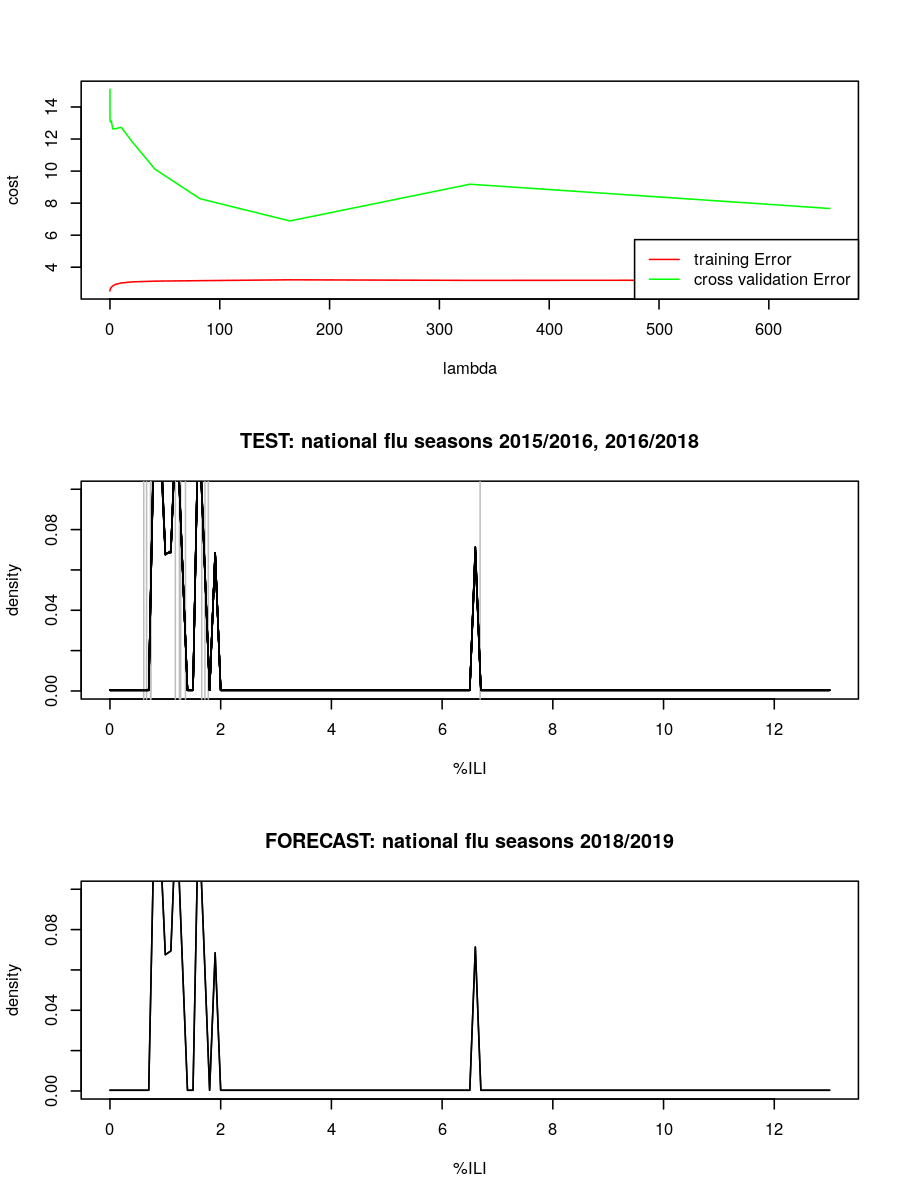 14
12
10
8
6
4
cost
training Error
cross validation Error
0 100 200 300 400 500 600
lambda
TEST: national flu seasons 2015/2016, 2016/2018
0.08
0.04
0.00
density
0 2 4 6 8 10 12
%ILI
FORECAST: national flu seasons 2018/2019
0.08
0.04
0.00
density
0 2 4 6 8 10 12
%ILI